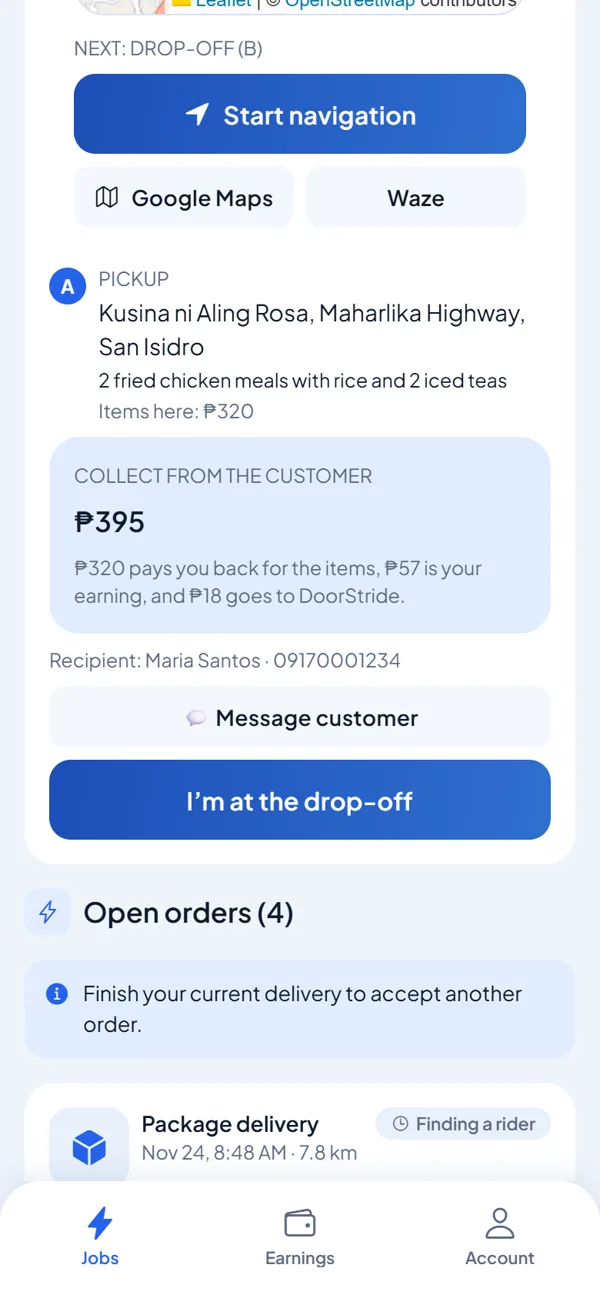 Leaflet | © OpenStreetMap contributors
NEXT: DROP-OFF (B)
Start navigation
Google Maps
Waze
A
PICKUP
Kusina ni Aling Rosa, Maharlika Highway,
San Isidro
2 fried chicken meals with rice and 2 iced teas
Items here: ₱320
COLLECT FROM THE CUSTOMER
₱395
₱320 pays you back for the items, ₱57 is your
earning, and ₱18 goes to DoorStride.
Recipient: Maria Santos · 09170001234
Message customer
I’m at the drop-off
Open orders (4)
Finish your current delivery to accept another
order.
Package delivery
Finding a rider
Nov 24, 8:48 AM · 7.8 km
Jobs
Earnings
Account